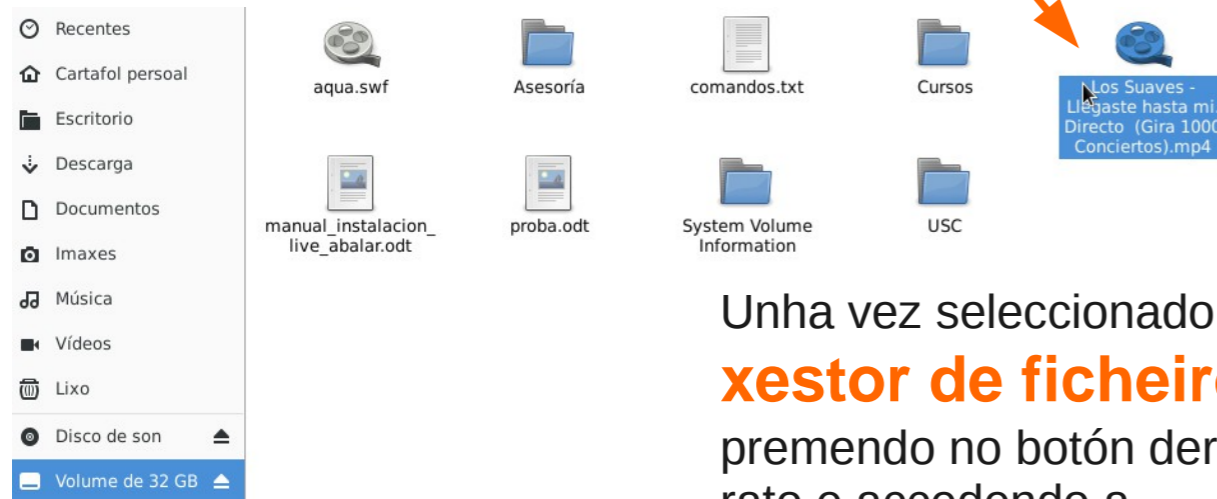 Recentes
Cartafol persoal
Escritorio
Descarga
Documentos
Imaxes
Música
Vídeos
Lixo
Disco de son
Volume de 32 GB
aqua.swf
Asesoría
comandos.txt
Cursos
Los Suaves -
Llegaste hasta mi.
Directo (Gira 1000
Conciertos).mp4
manual_instalacion_
live_abalar.odt
proba.odt
System Volume
Information
USC
Unha vez seleccionado
xestor de ficheir
premendo no botón der
rato e accedendo a